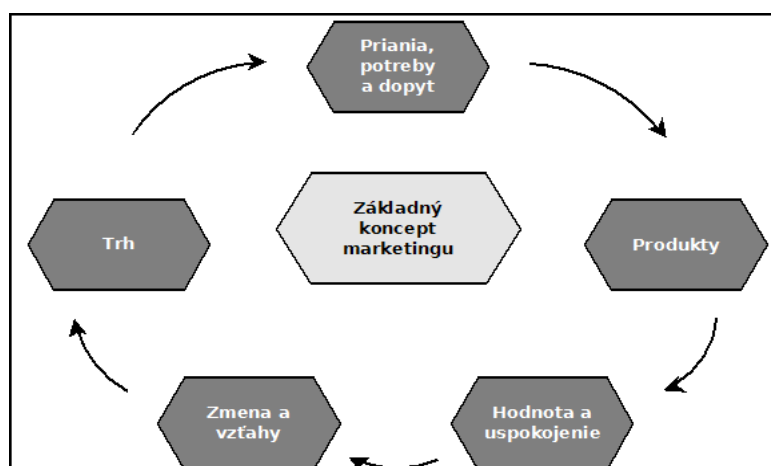 Priania,
potreby
a dopyt
Základný
koncept
marketingu
Trh
Produkty
Zmena a
vzťahy
Hodnota a
uspokojenie